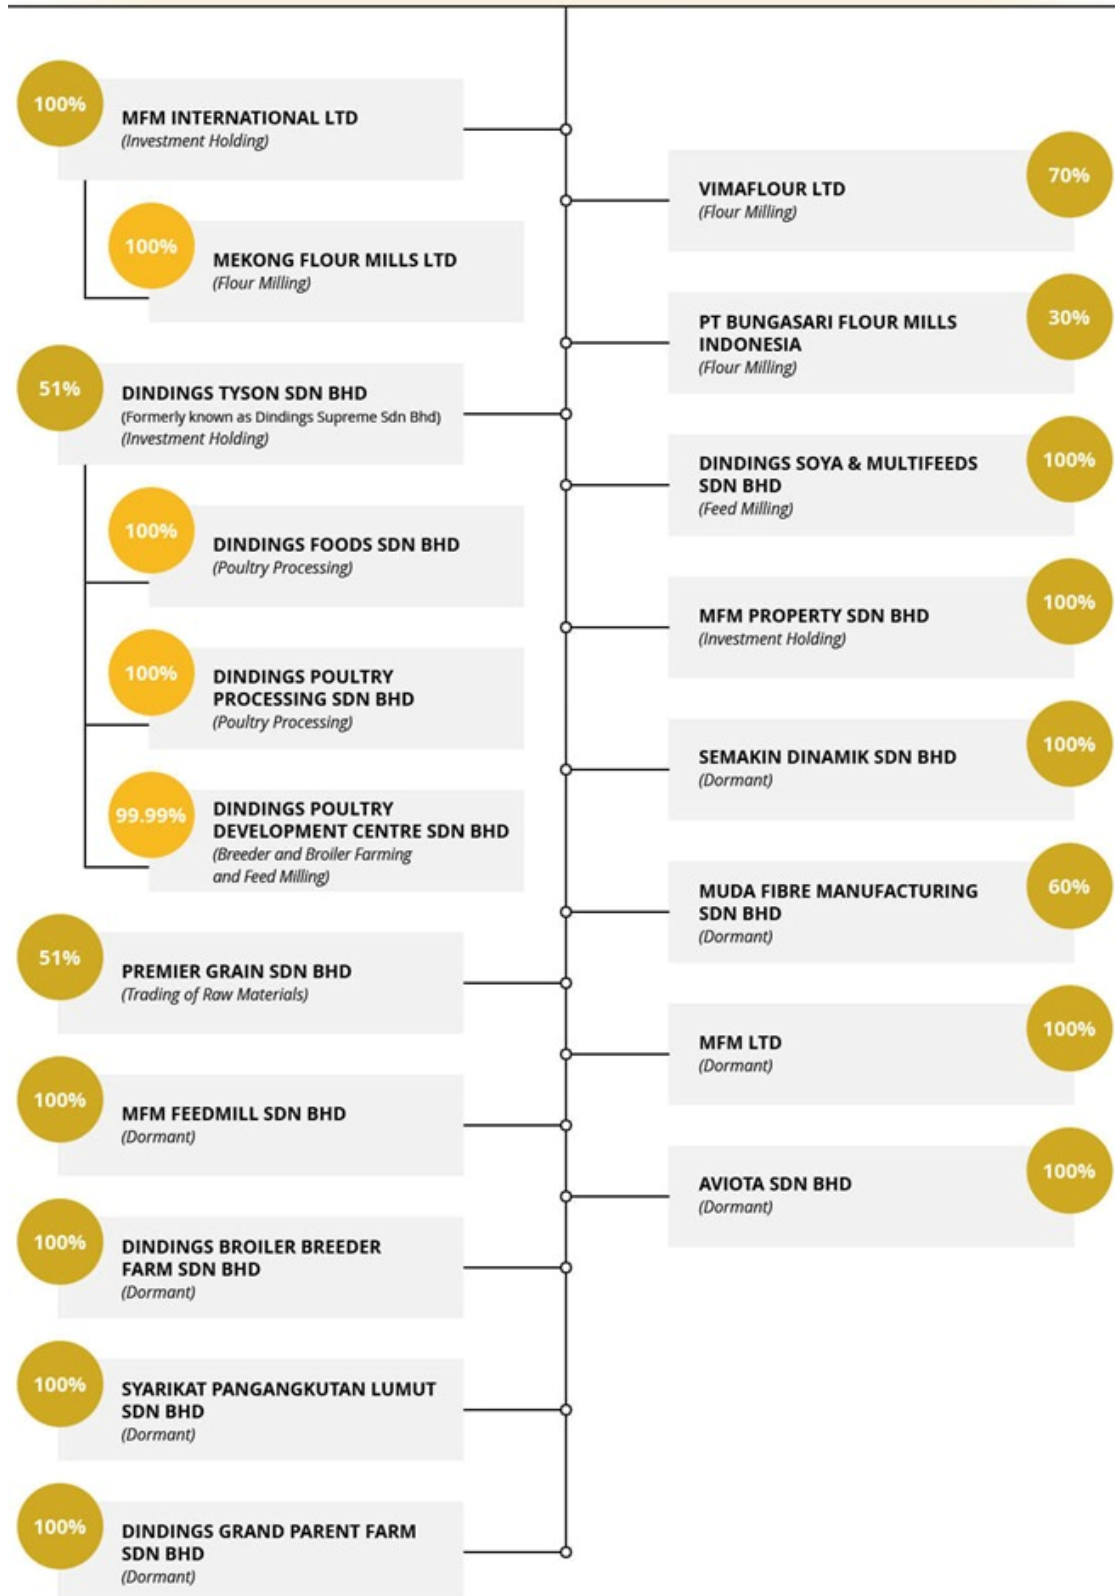 100%
MFM INTERNATIONAL LTD
(Investment Holding)
100%
MEKONG FLOUR MILLS LTD
(Flour Milling)
51%
DINDINGS TYSON SDN BHD
(Formerly known as Dindings Supreme Sdn Bhd)
(Investment Holding)
100%
DINDINGS FOODS SDN BHD
(Poultry Processing)
100%
DINDINGS POULTRY
PROCESSING SDN BHD
(Poultry Processing)
99.99%
DINDINGS POULTRY
DEVELOPMENT CENTRE SDN BHD
(Breeder and Broiler Farming
and Feed Milling)
51%
PREMIER GRAIN SDN BHD
(Trading of Raw Materials)
100%
MFM FEEDMILL SDN BHD
(Dormant)
100%
DINDINGS BROILER BREEDER
FARM SDN BHD
(Dormant)
100%
SYARIKAT PANGANGKUTAN LUMUT
SDN BHD
(Dormant)
100%
DINDINGS GRAND PARENT FARM
SDN BHD
(Dormant)
70%
VIMAFLOUR LTD
(Flour Milling)
30%
PT BUNGASARI FLOUR MILLS
INDONESIA
(Flour Milling)
100%
DINDINGS SOYA & MULTIFEEDS
SDN BHD
(Feed Milling)
100%
MFM PROPERTY SDN BHD
(Investment Holding)
100%
SEMAKIN DINAMIK SDN BHD
(Dormant)
60%
MUDA FIBRE MANUFACTURING
SDN BHD
(Dormant)
100%
MFM LTD
(Dormant)
100%
AVIOTA SDN BHD
(Dormant)